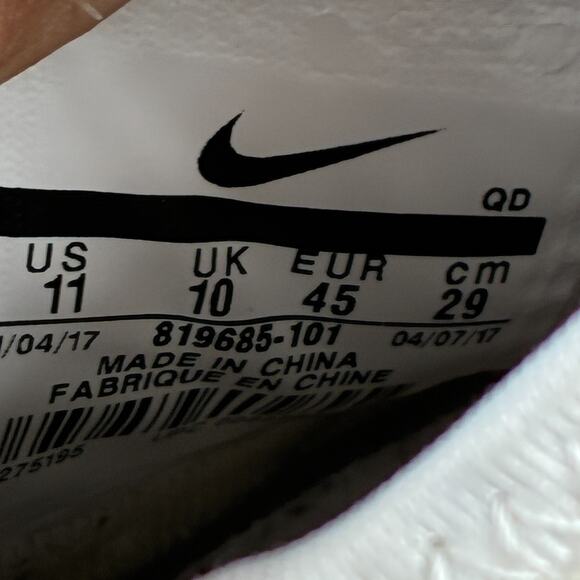 QD
US UK EUR cm
11 10 45 29
/04/17 819685-101 04/07/17
MADE IN CHINA
FABRIQUE EN CHINE
275195